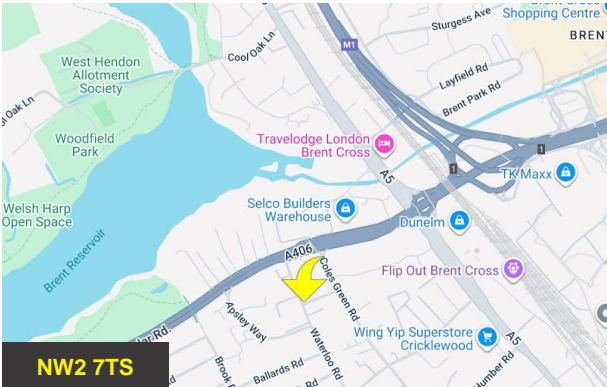 Shopping Centre
Sturgess Ave
BREN
M1
Cool Oak Ln
West Hendon
Allotment
Society
Layfield Rd
Brent Park Rd
Oak Ln
Woodfield
Park
Travelodge London
Brent Cross
1
1
TK Maxx
A5
Selco Builders
Warehouse
Dunelm
Welsh Harp
Open Space
A406
Brent Reservoir
Flip Out Brent Cross
Coles Green Rd
Apsley Way
Waterloo Rd
Wing Yip Superstore
Cricklewood
A5
Rd.
Ballards Rd
Humber Rd
Brook
NW2 7TS